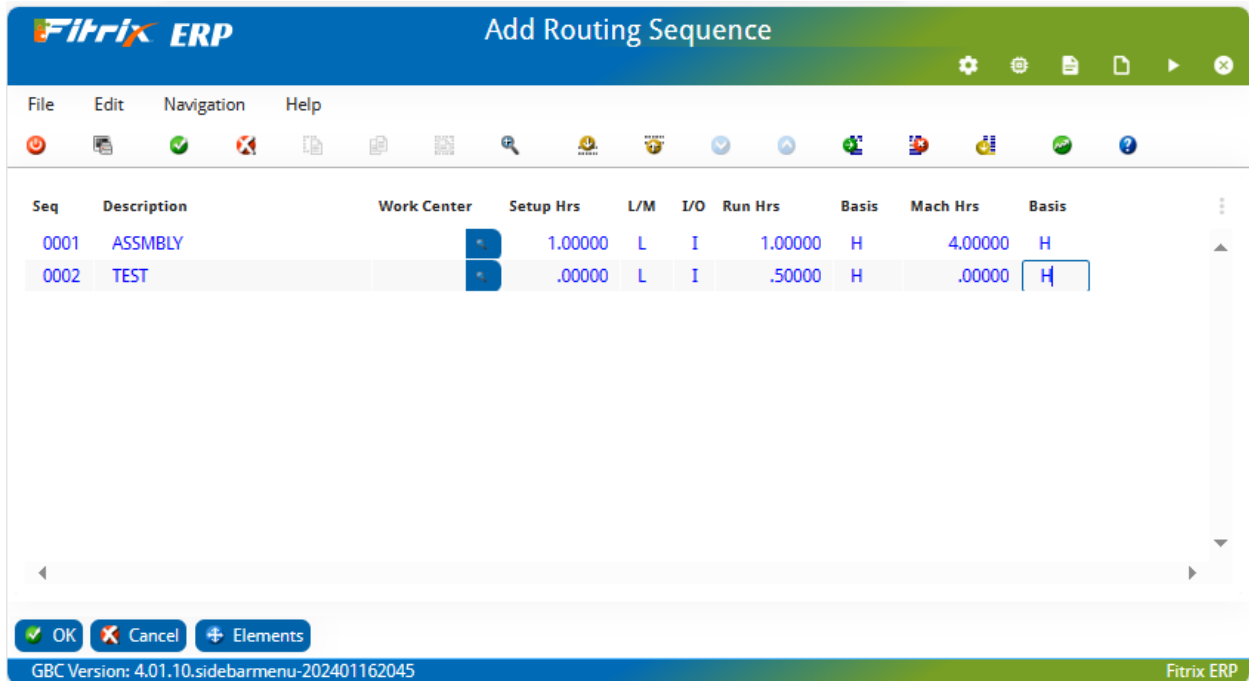 Fitrix ERP Add Routing Sequence
File Edit Navigation Help
Seq Description Work Center Setup Hrs L/M I/O Run Hrs Basis Mach Hrs Basis
0001 ASSMBLY 1.00000 L I 1.00000 H 4.00000 H
0002 TEST .00000 L I .50000 H .00000 H
OK Cancel Elements
GBC Version: 4.01.10.sidebarmenu-202401162045 Fitrix ERP